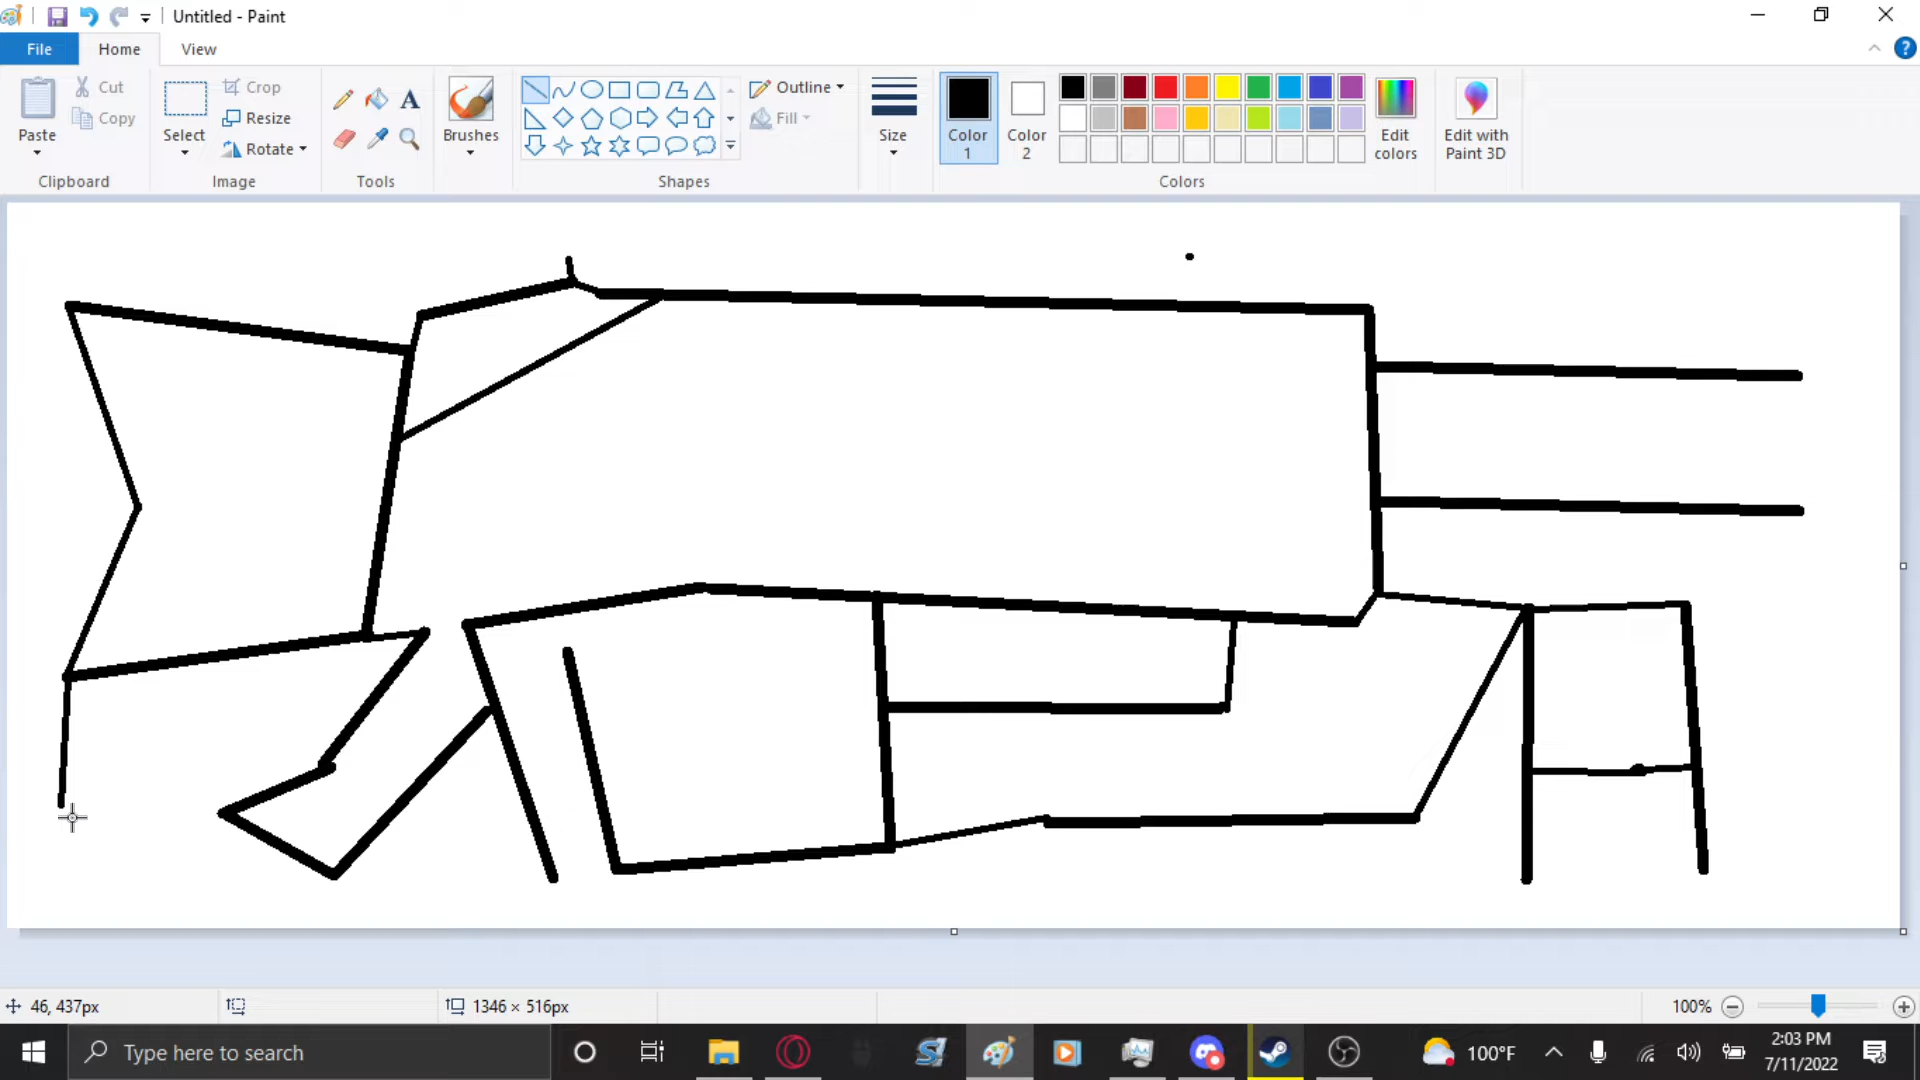 Untitled - Paint
File Home View
Paste Cut Copy Select Crop Resize Rotate Brushes Outline Fill Size Color 1 Color 2 Edit colors Edit with Paint 3D
Clipboard Image Tools Shapes Colors
46, 437px 1346 × 516px 100%
Type here to search 100°F 2:03 PM
7/11/2022